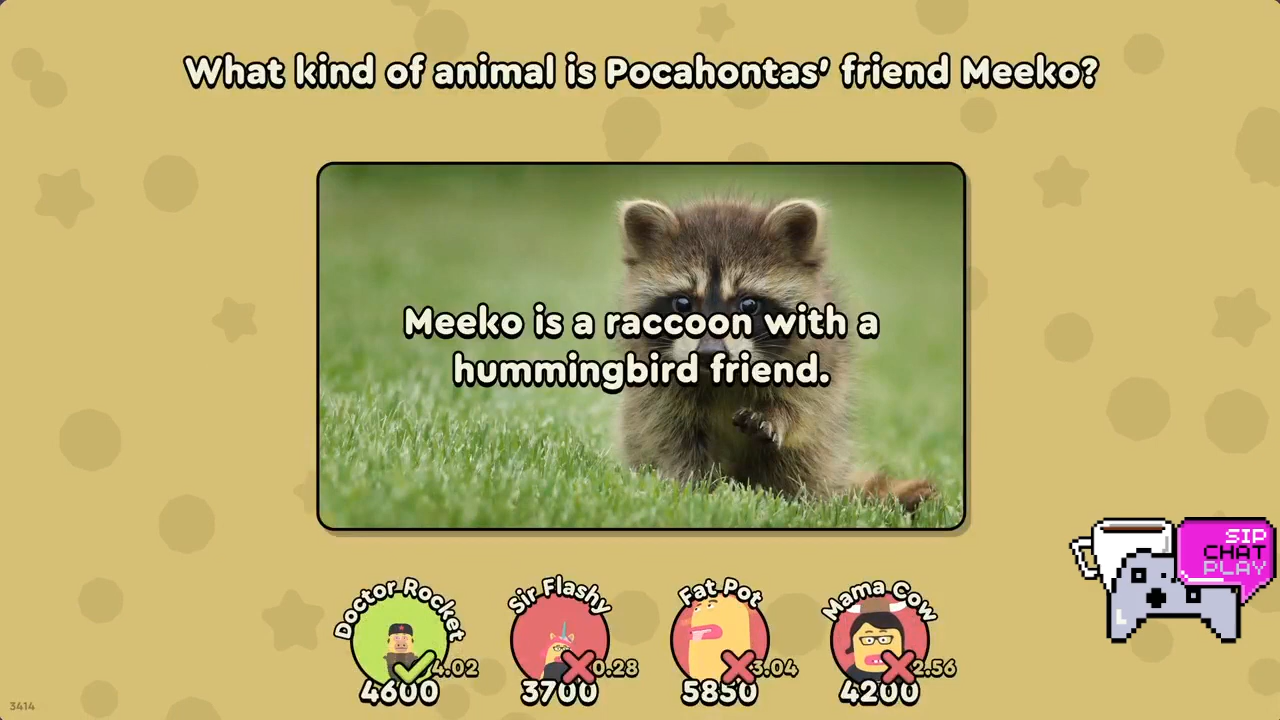 What kind of animal is Pocahontas' friend Meeko?
Meeko is a raccoon with a
hummingbird friend.
SIP
CHAT
PLAY
Doctor Rocket
Sir Flashy
Fat Pot
Mama Cow
4.02
0.28
3.04
2.56
4600
3700
5850
4200
3414